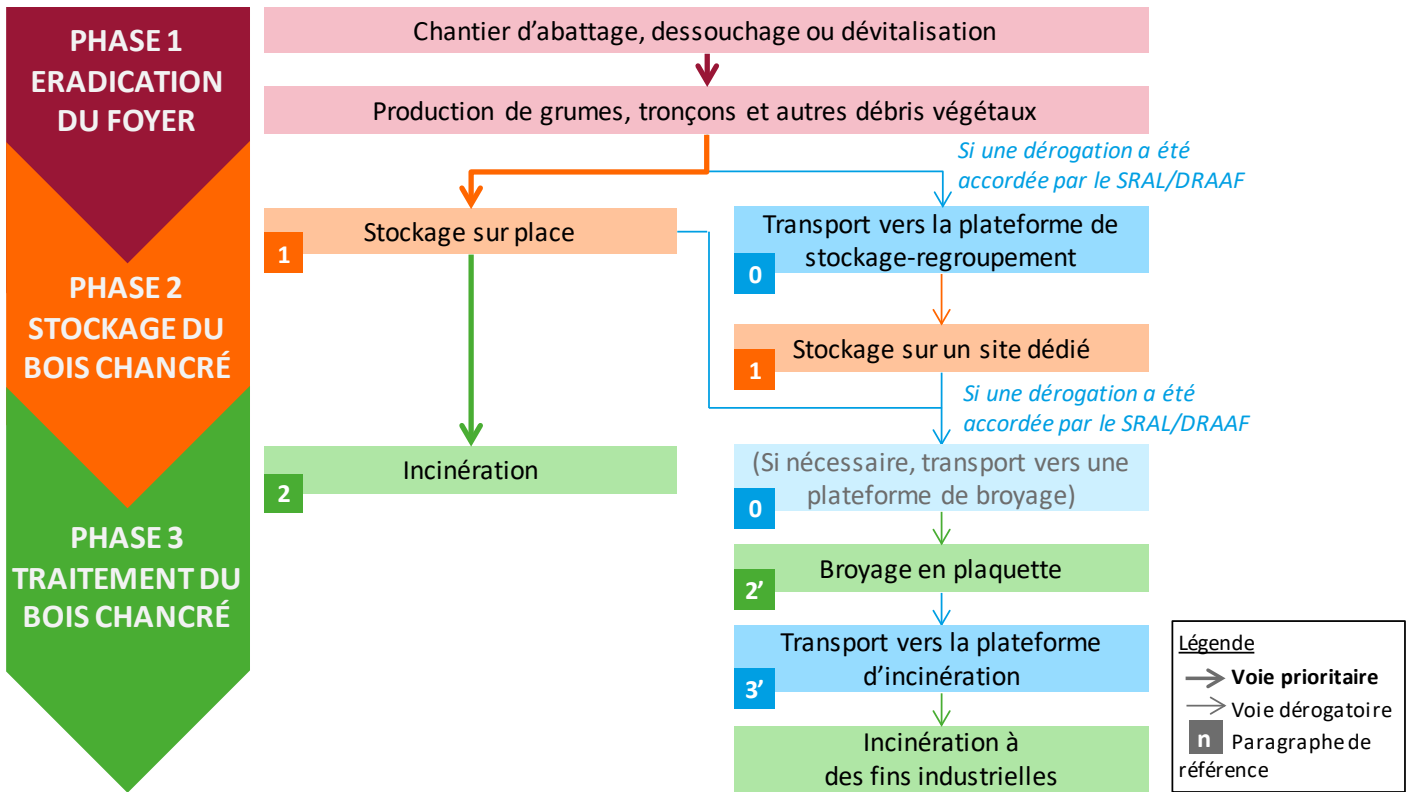 PHASE 1
ERADICATION
DU FOYER
Chantier d'abattage, dessouchage ou dévitalisation
Production de grumes, tronçons et autres débris végétaux
Si une dérogation a été
accordée par le SRAL/DRAAF
PHASE 2
STOCKAGE DU
BOIS CHANCRÉ
Stockage sur place
1
Transport vers la plateforme de
stockage-regroupement
0
Stockage sur un site dédié
1
Si une dérogation a été
accordée par le SRAL/DRAAF
PHASE 3
TRAITEMENT DU
BOIS CHANCRÉ
Incinération
2
(Si nécessaire, transport vers une
plateforme de broyage)
0
Broyage en plaquette
2'
Transport vers la plateforme
d'incinération
3'
Incinération à
des fins industrielles
Légende
Voie prioritaire
Voie dérogatoire
n Paragraphe de
référence